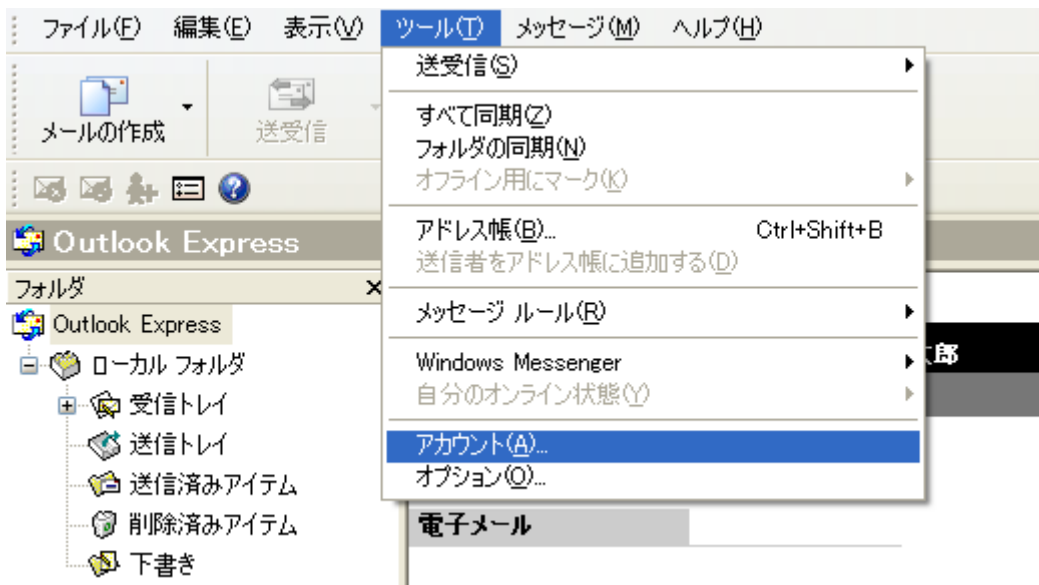 ファイル(F) 編集(E) 表示(V) ツール(T) メッセージ(M) ヘルプ(H)
メールの作成 送受信
Outlook Express
フォルダ
Outlook Express
ローカル フォルダ
受信トレイ
送信トレイ
送信済みアイテム
削除済みアイテム
下書き
送受信(S)
すべて同期(Z)
フォルダの同期(N)
オフライン用にマーク(K)
アドレス帳(B)... Ctrl+Shift+B
送信者をアドレス帳に追加する(D)
メッセージ ルール(R)
Windows Messenger
自分のオンライン状態(Y)
アカウント(A)...
オプション(O)...
郎
電子メール